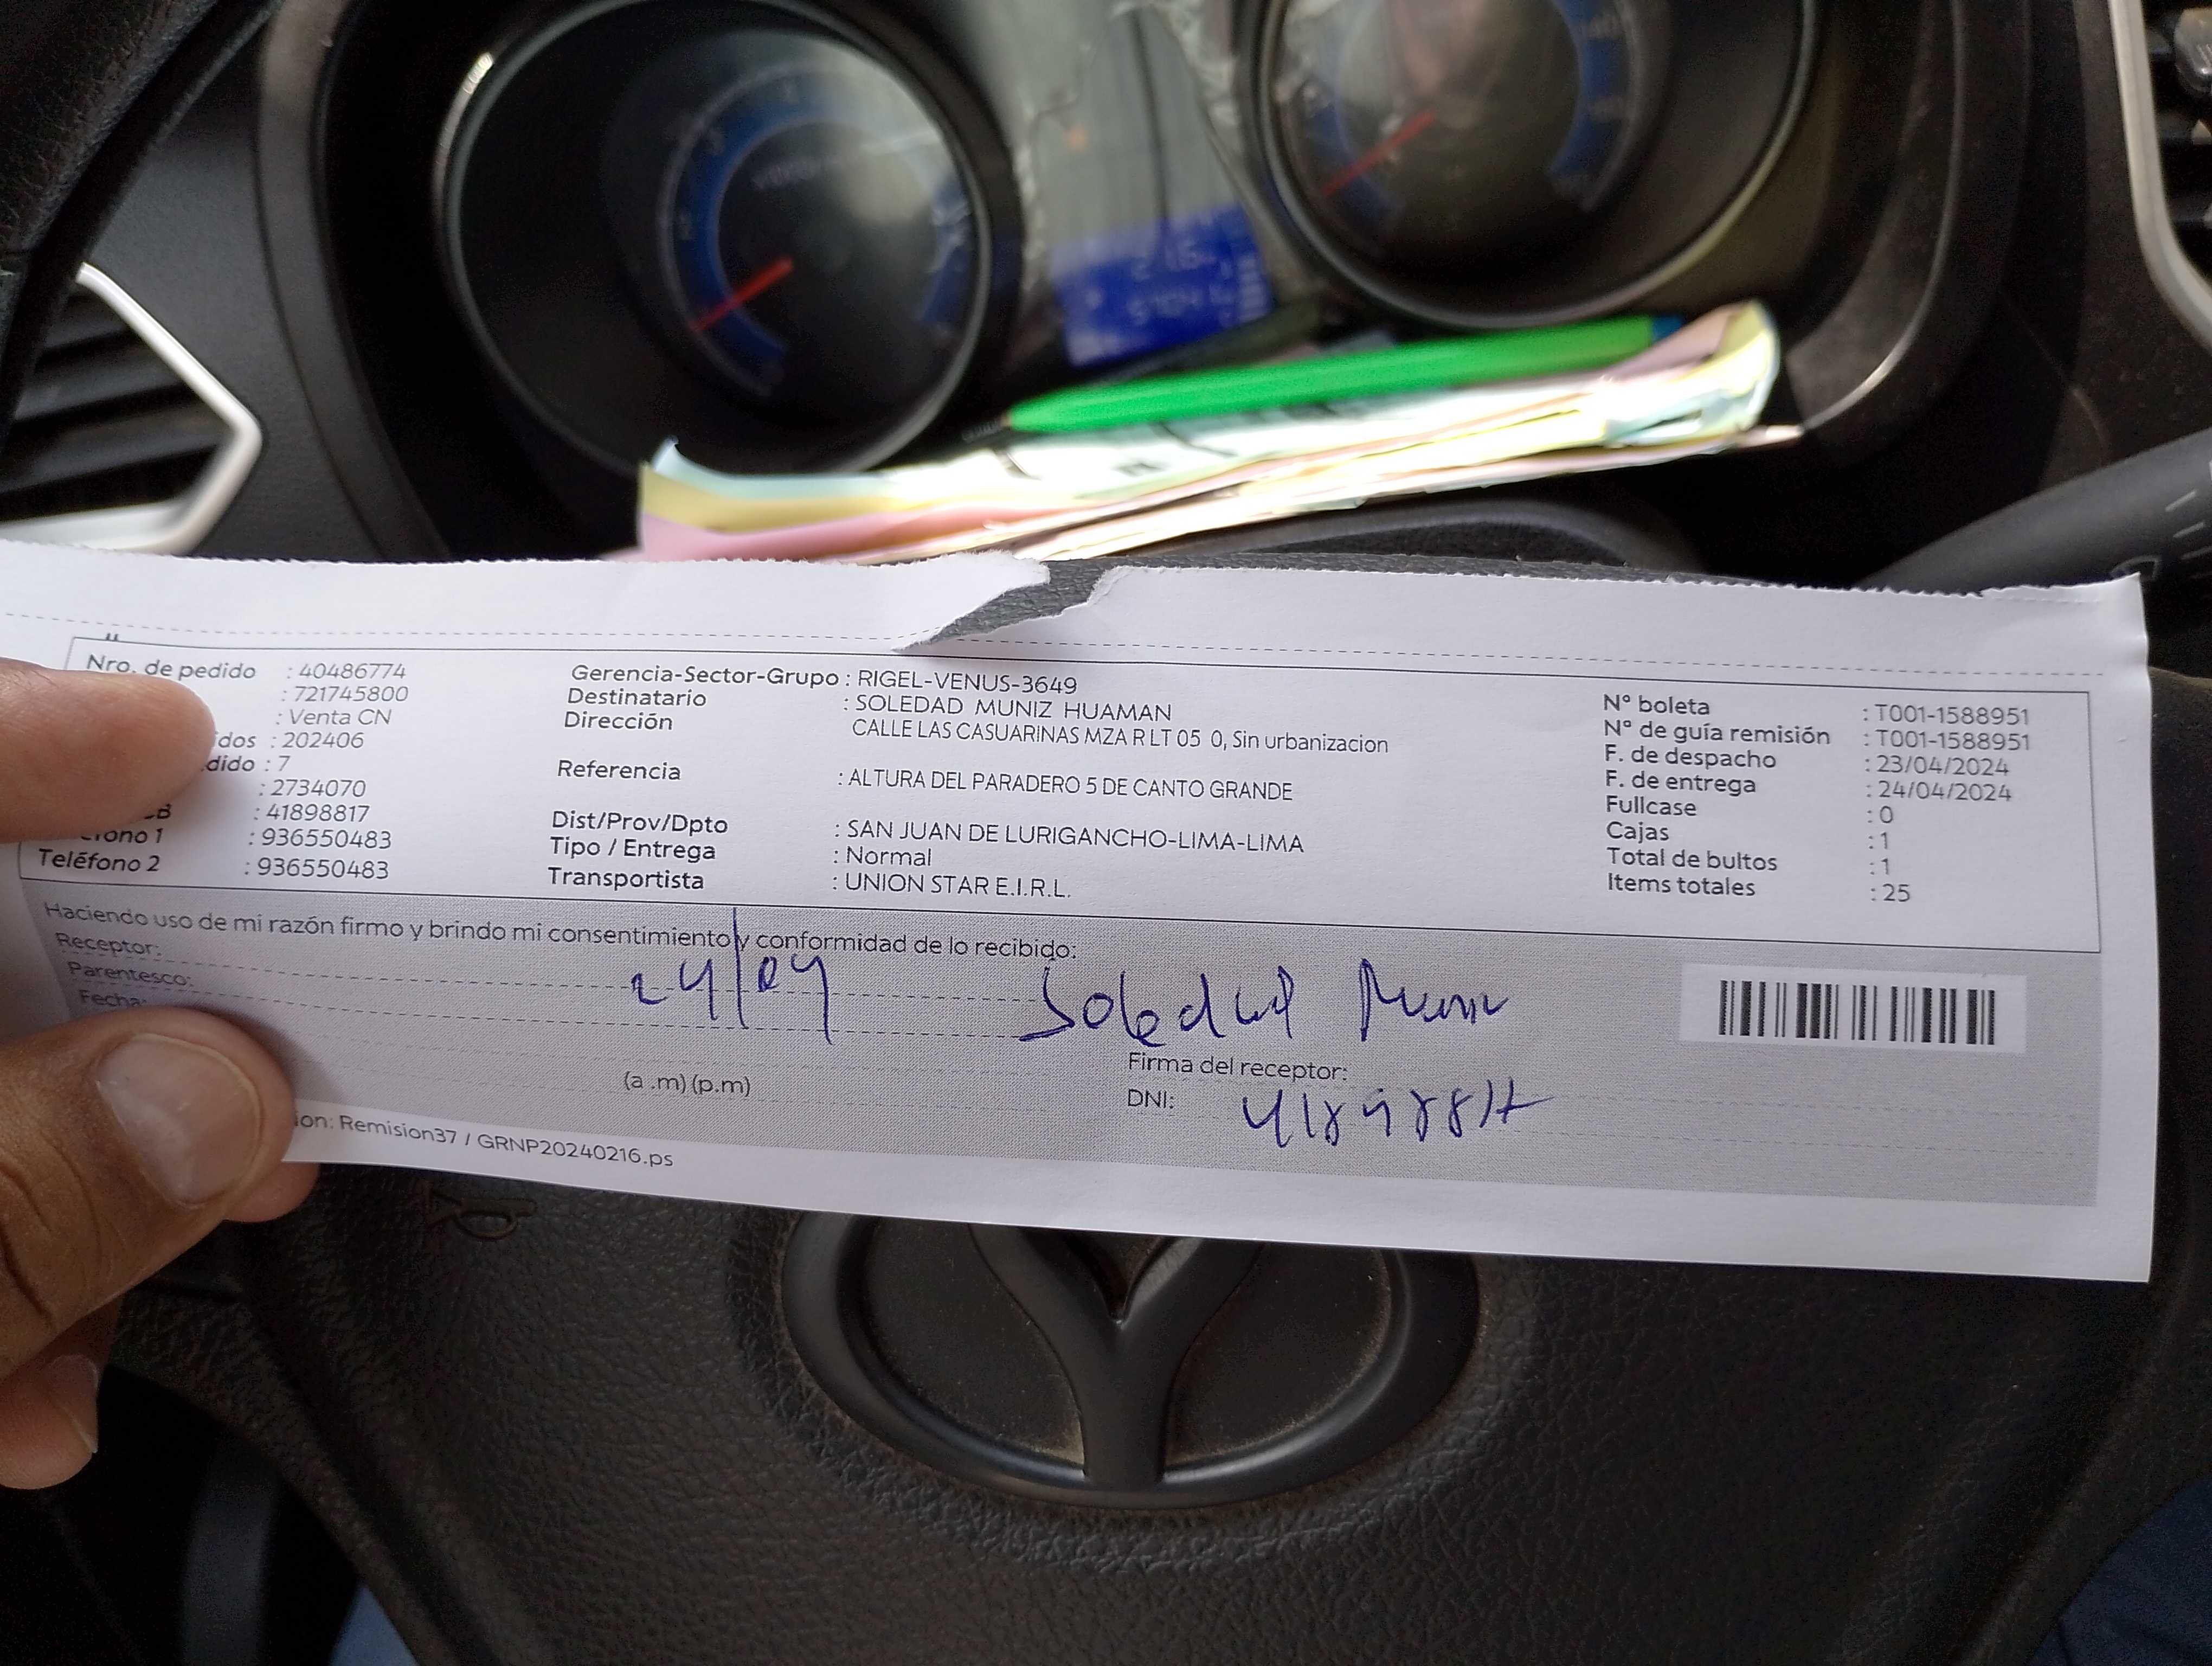 Nro. de pedido : 40486774
: 721745800
: Venta CN
idos : 202406
dido : 7
: 2734070
: 41898817
éfono 1 : 936550483
Teléfono 2 : 936550483
Gerencia-Sector-Grupo : RIGEL-VENUS-3649
Destinatario : SOLEDAD MUNIZ HUAMAN
Dirección CALLE LAS CASUARINAS MZA R LT 05 0, Sin urbanizacion
Referencia : ALTURA DEL PARADERO 5 DE CANTO GRANDE
Dist/Prov/Dpto : SAN JUAN DE LURIGANCHO-LIMA-LIMA
Tipo / Entrega : Normal
Transportista : UNION STAR E.I.R.L.
N° boleta : T001-1588951
N° de guía remisión : T001-1588951
F. de despacho : 23/04/2024
F. de entrega : 24/04/2024
Fullcase : 0
Cajas : 1
Total de bultos : 1
Items totales : 25
Haciendo uso de mi razón firmo y brindo mi consentimiento y conformidad de lo recibido:
Receptor:
Parentesco:
Fecha:
24/04
Soledad Muniz
Firma del receptor:
(a .m) (p.m)
DNI: 41898817
ion: Remision37 / GRNP20240216.ps